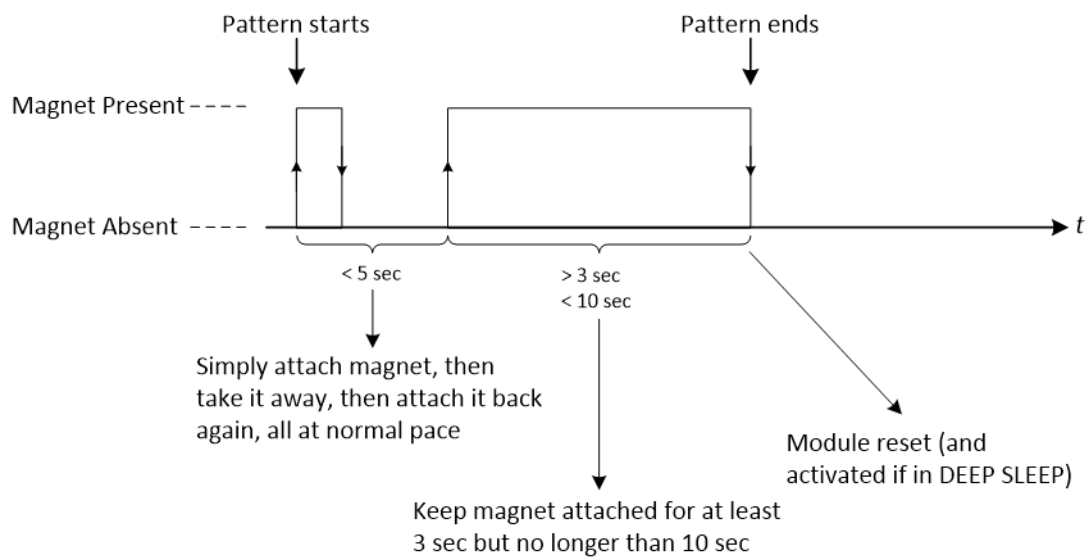 Pattern starts
Pattern ends
Magnet Present
Magnet Absent
t
< 5 sec
> 3 sec
< 10 sec
Simply attach magnet, then
take it away, then attach it back
again, all at normal pace
Module reset (and
activated if in DEEP SLEEP)
Keep magnet attached for at least
3 sec but no longer than 10 sec